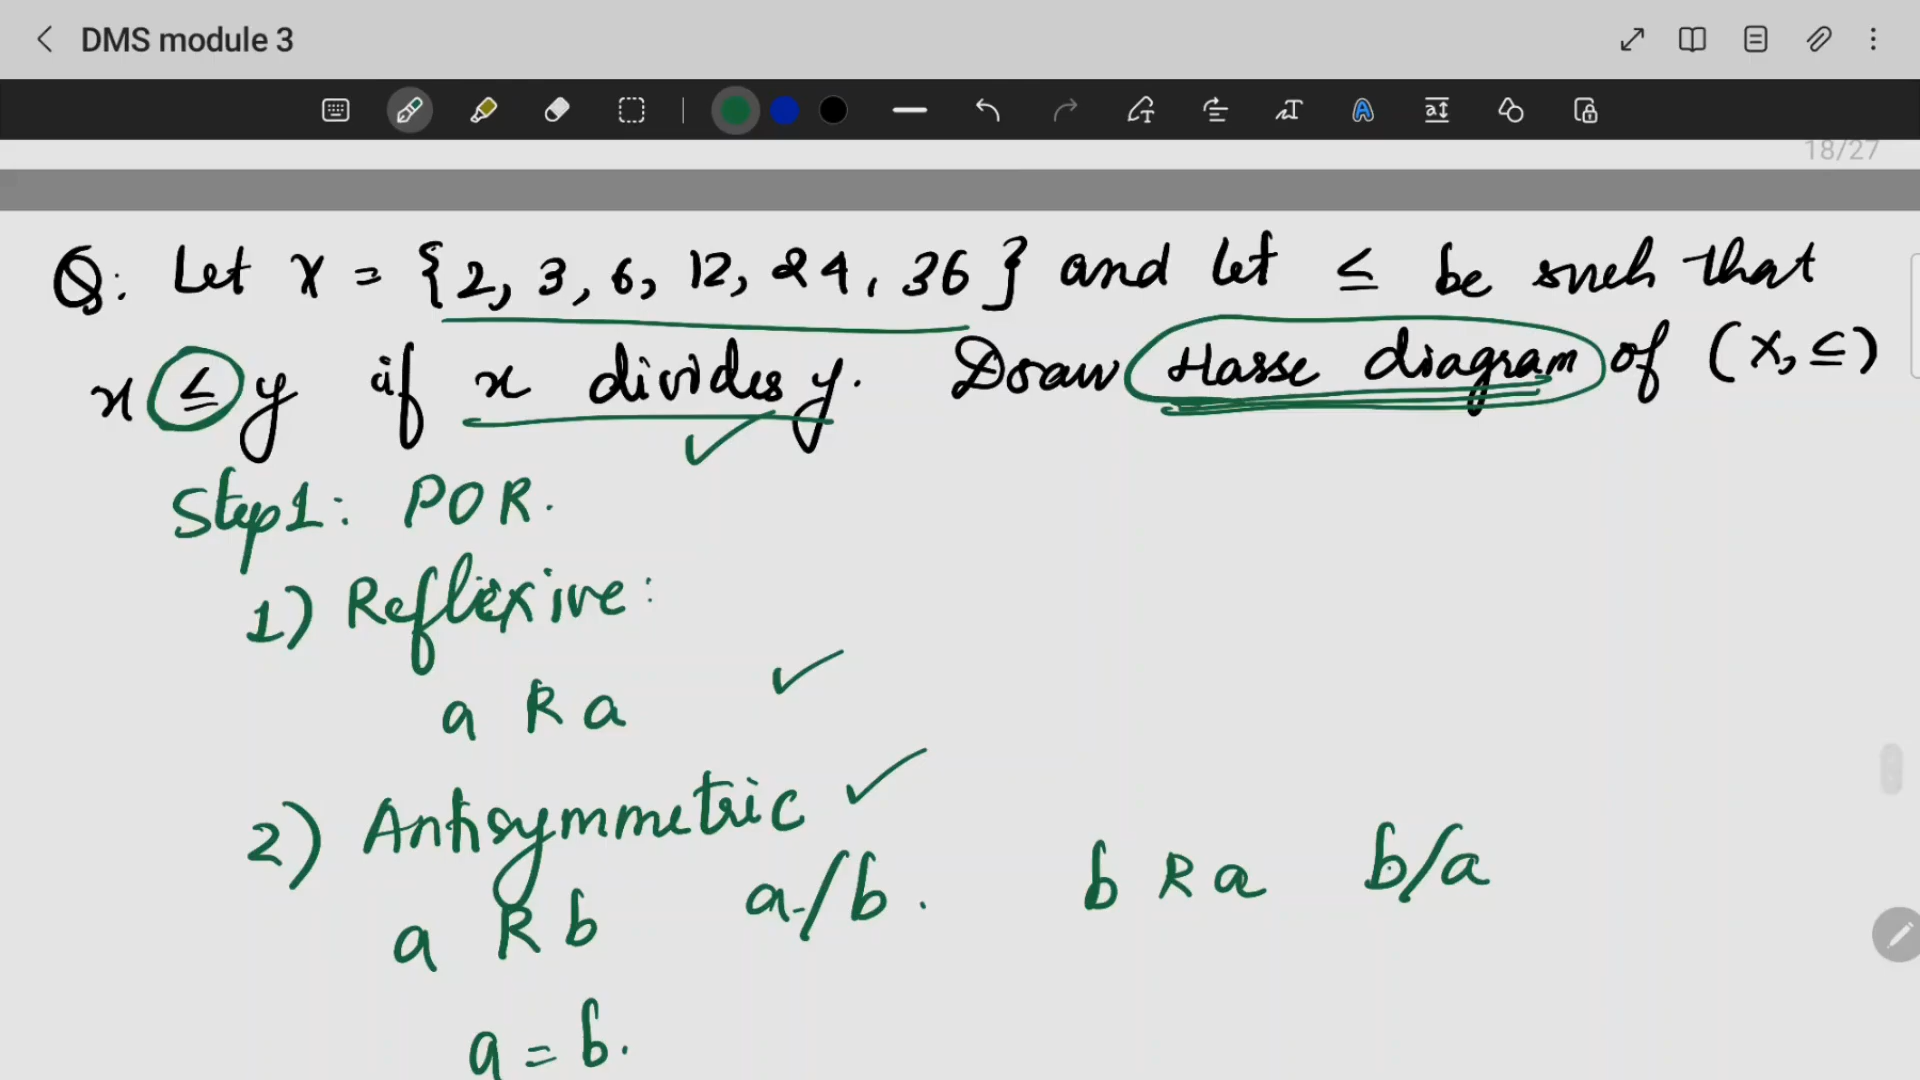 DMS module 3
18/27
Q: Let X = {2, 3, 6, 12, 24, 36} and let ≤ be such that
x ≤ y if x divides y. Draw Hasse diagram of (X, ≤)
Step1: POR.
1) Reflexive:
a R a
2) Antisymmetric
a R b a/b. b R a b/a
a = b.